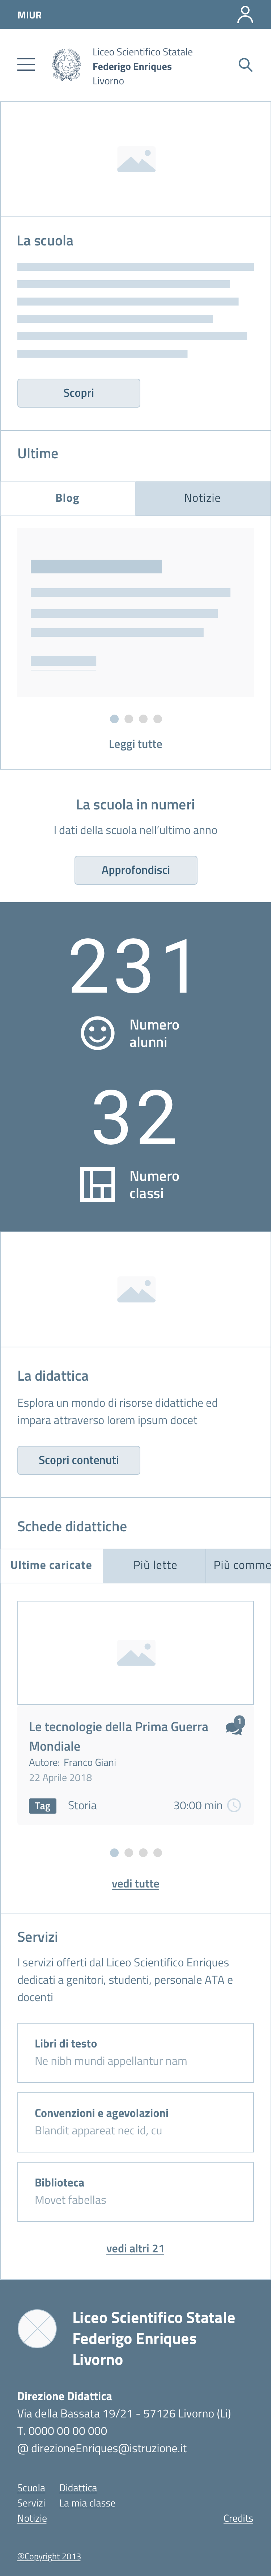 MIUR
Liceo Scientifico Statale
Federigo Enriques
Livorno
La scuola
Scopri
Ultime
Blog Notizie
Leggi tutte
La scuola in numeri
I dati della scuola nell'ultimo anno
Approfondisci
231
Numero
alunni
32
Numero
classi
La didattica
Esplora un mondo di risorse didattiche ed
impara attraverso lorem ipsum docet
Scopri contenuti
Schede didattiche
Ultime caricate Più lette Più comme
1
Le tecnologie della Prima Guerra
Mondiale
Autore: Franco Giani
22 Aprile 2018
Tag Storia 30:00 min
vedi tutte
Servizi
I servizi offerti dal Liceo Scientifico Enriques
dedicati a genitori, studenti, personale ATA e
docenti
Libri di testo
Ne nibh mundi appellantur nam
Convenzioni e agevolazioni
Blandit appareat nec id, cu
Biblioteca
Movet fabellas
vedi altri 21
Liceo Scientifico Statale
Federigo Enriques
Livorno
Direzione Didattica
Via della Bassata 19/21 - 57126 Livorno (Li)
T. 0000 00 00 000
@ direzioneEnriques@istruzione.it
Scuola Didattica
Servizi La mia classe
Notizie Credits
®Copyright 2013